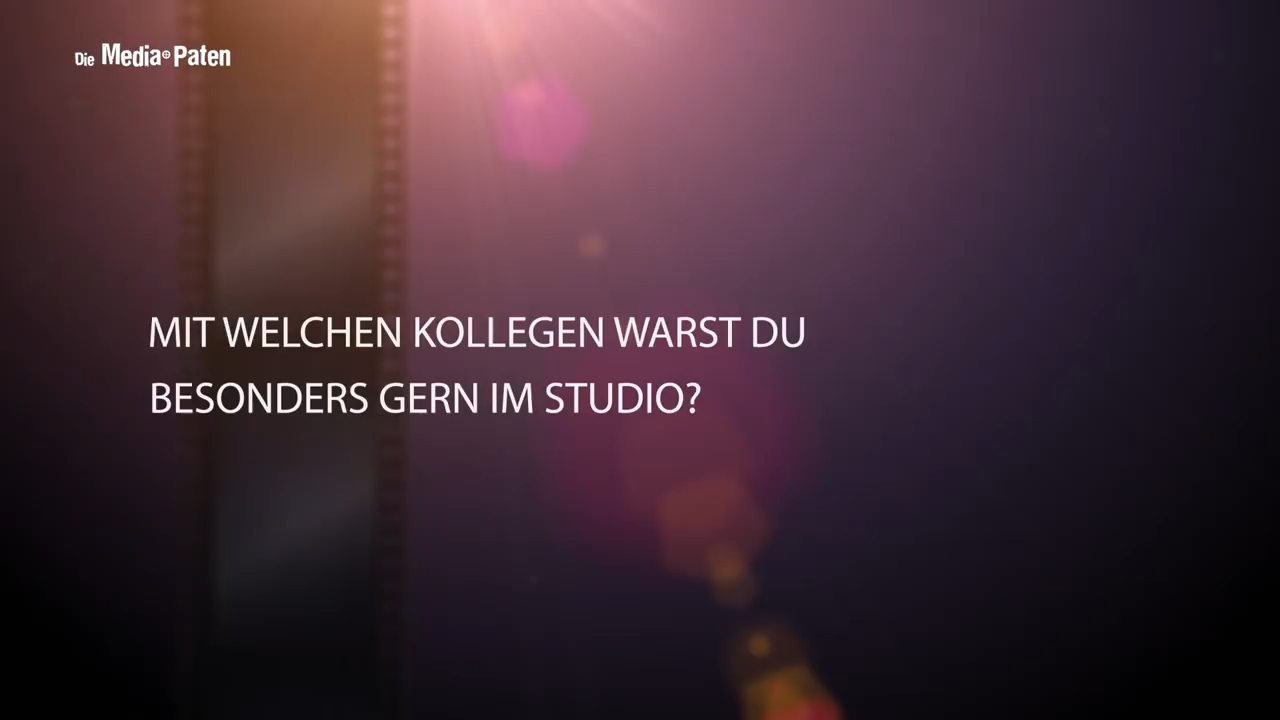 Die Media Paten
MIT WELCHEN KOLLEGEN WARST DU
BESONDERS GERN IM STUDIO?